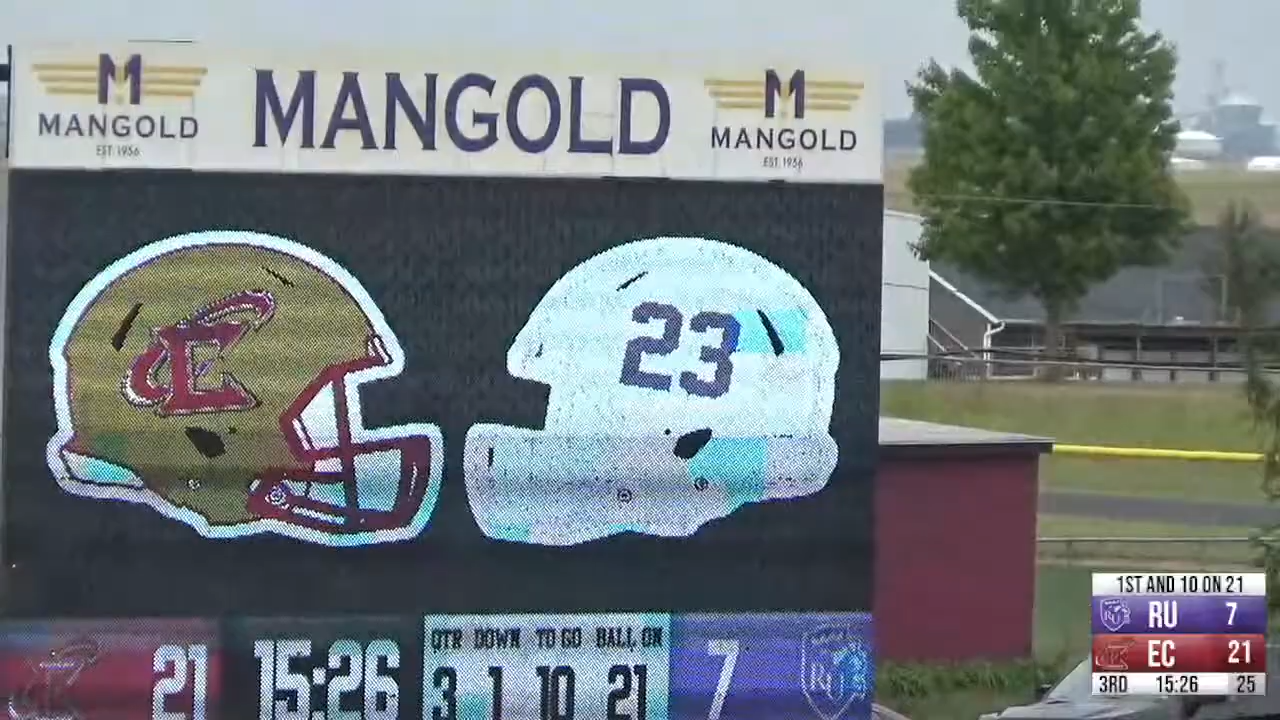 M
MANGOLD
EST 1956
MANGOLD
M
MANGOLD
EST 1956
EC
23
21
15:26
QTR DOWN TO GO BALL ON
3 1 10 21
7
RU
1ST AND 10 ON 21
RU 7
EC 21
3RD 15:26 25